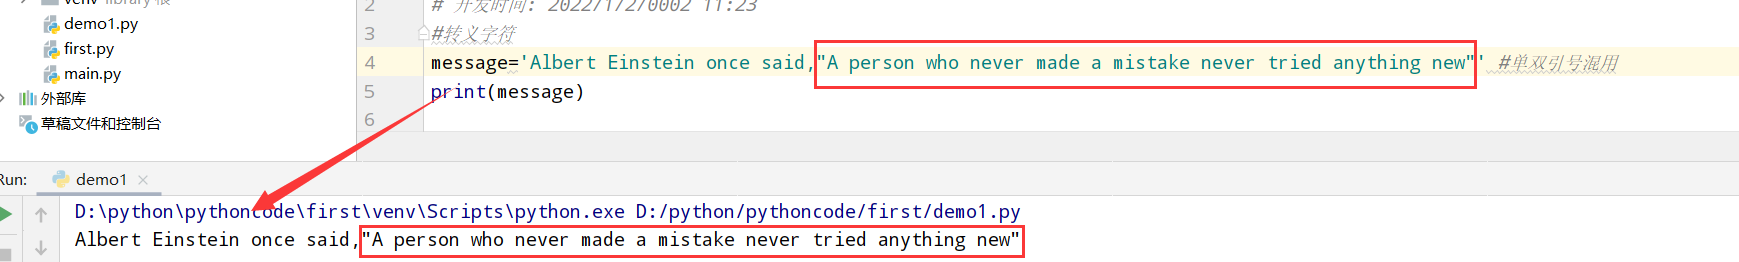 venv library 根
demo1.py
first.py
main.py
外部库
草稿文件和控制台
2 # 开发时间: 2022/1/2/0002 11:23
3 #转义字符
4 message='Albert Einstein once said,"A person who never made a mistake never tried anything new"' #单双引号混用
5 print(message)
6
Run: demo1
D:\python\pythoncode\first\venv\Scripts\python.exe D:/python/pythoncode/first/demo1.py
Albert Einstein once said,"A person who never made a mistake never tried anything new"